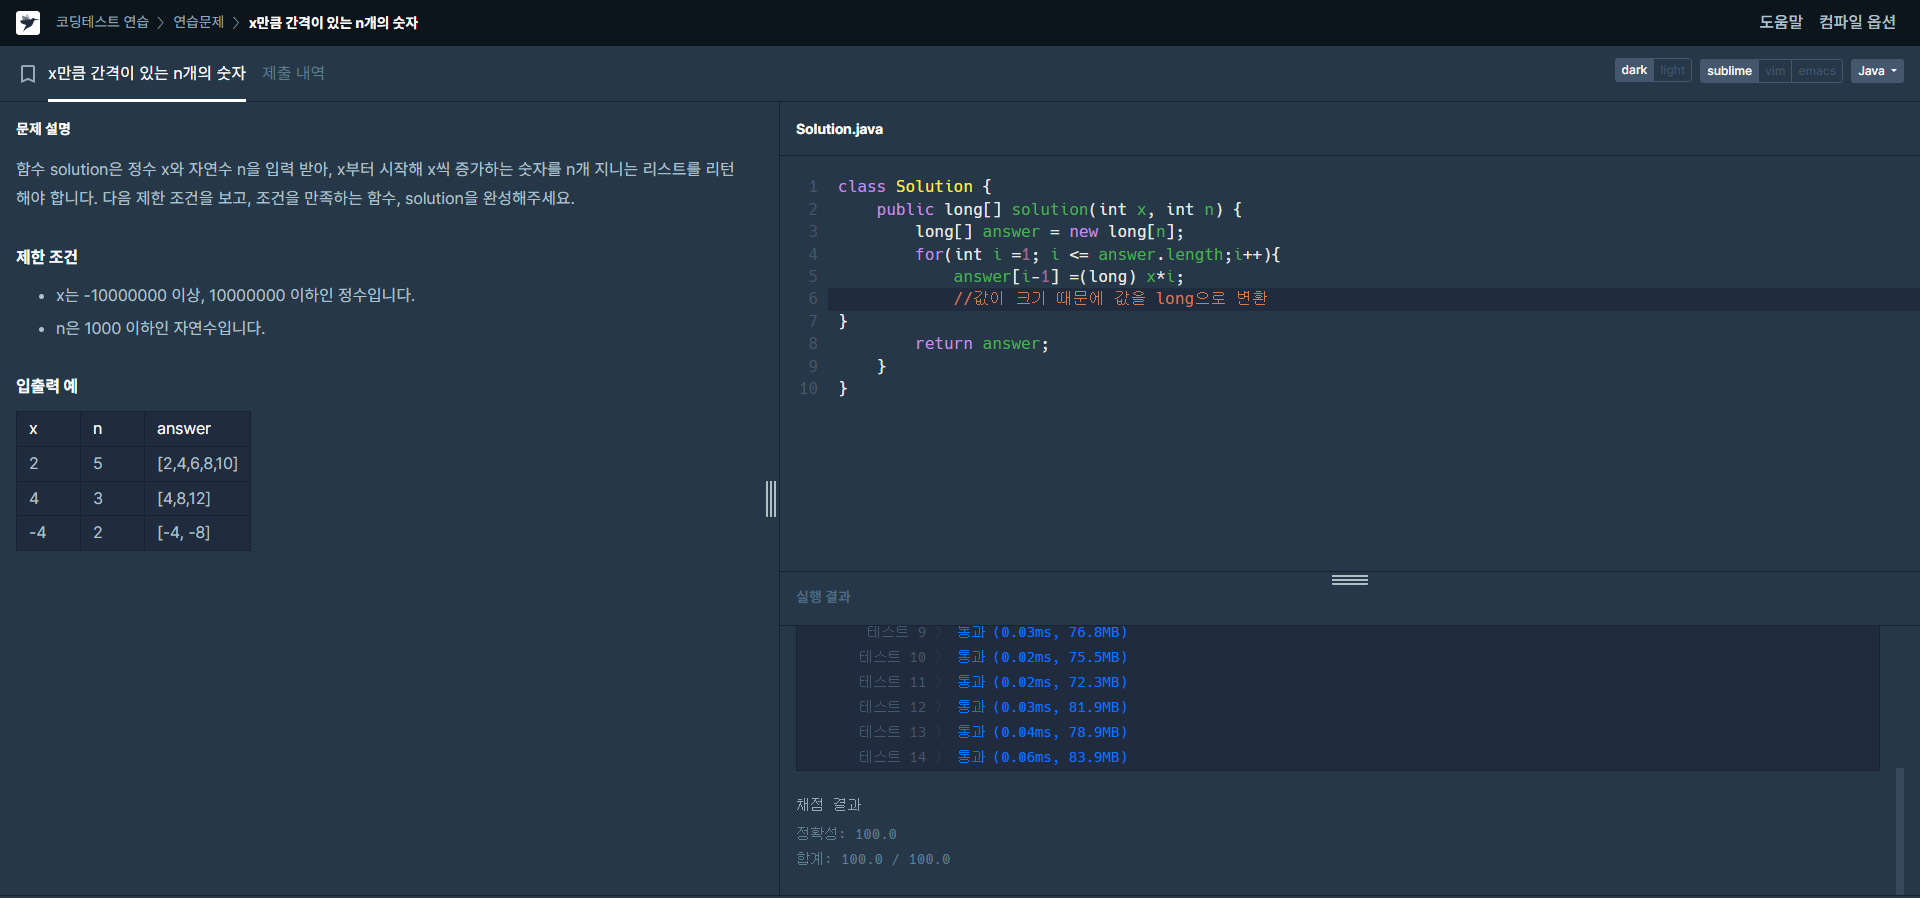 코딩테스트 연습 > 연습문제 > x만큼 간격이 있는 n개의 숫자
도움말 컴파일 옵션
x만큼 간격이 있는 n개의 숫자 제출 내역
dark light sublime vim emacs Java
문제 설명
함수 solution은 정수 x와 자연수 n을 입력 받아, x부터 시작해 x씩 증가하는 숫자를 n개 지니는 리스트를 리턴
해야 합니다. 다음 제한 조건을 보고, 조건을 만족하는 함수, solution을 완성해주세요.
제한 조건
• x는 -10000000 이상, 10000000 이하인 정수입니다.
• n은 1000 이하인 자연수입니다.
입출력 예
x n answer
2 5 [2,4,6,8,10]
4 3 [4,8,12]
-4 2 [-4, -8]
Solution.java
1 class Solution {
2     public long[] solution(int x, int n) {
3         long[] answer = new long[n];
4         for(int i =1; i <= answer.length;i++){
5             answer[i-1] =(long) x*i;
6             //값이 크기 때문에 값을 long으로 변환
7 }
8         return answer;
9     }
10 }
실행 결과
테스트 9 > 통과 (0.03ms, 76.8MB)
테스트 10 > 통과 (0.02ms, 75.5MB)
테스트 11 > 통과 (0.02ms, 72.3MB)
테스트 12 > 통과 (0.03ms, 81.9MB)
테스트 13 > 통과 (0.04ms, 78.9MB)
테스트 14 > 통과 (0.06ms, 83.9MB)
채점 결과
정확성: 100.0
합계: 100.0 / 100.0